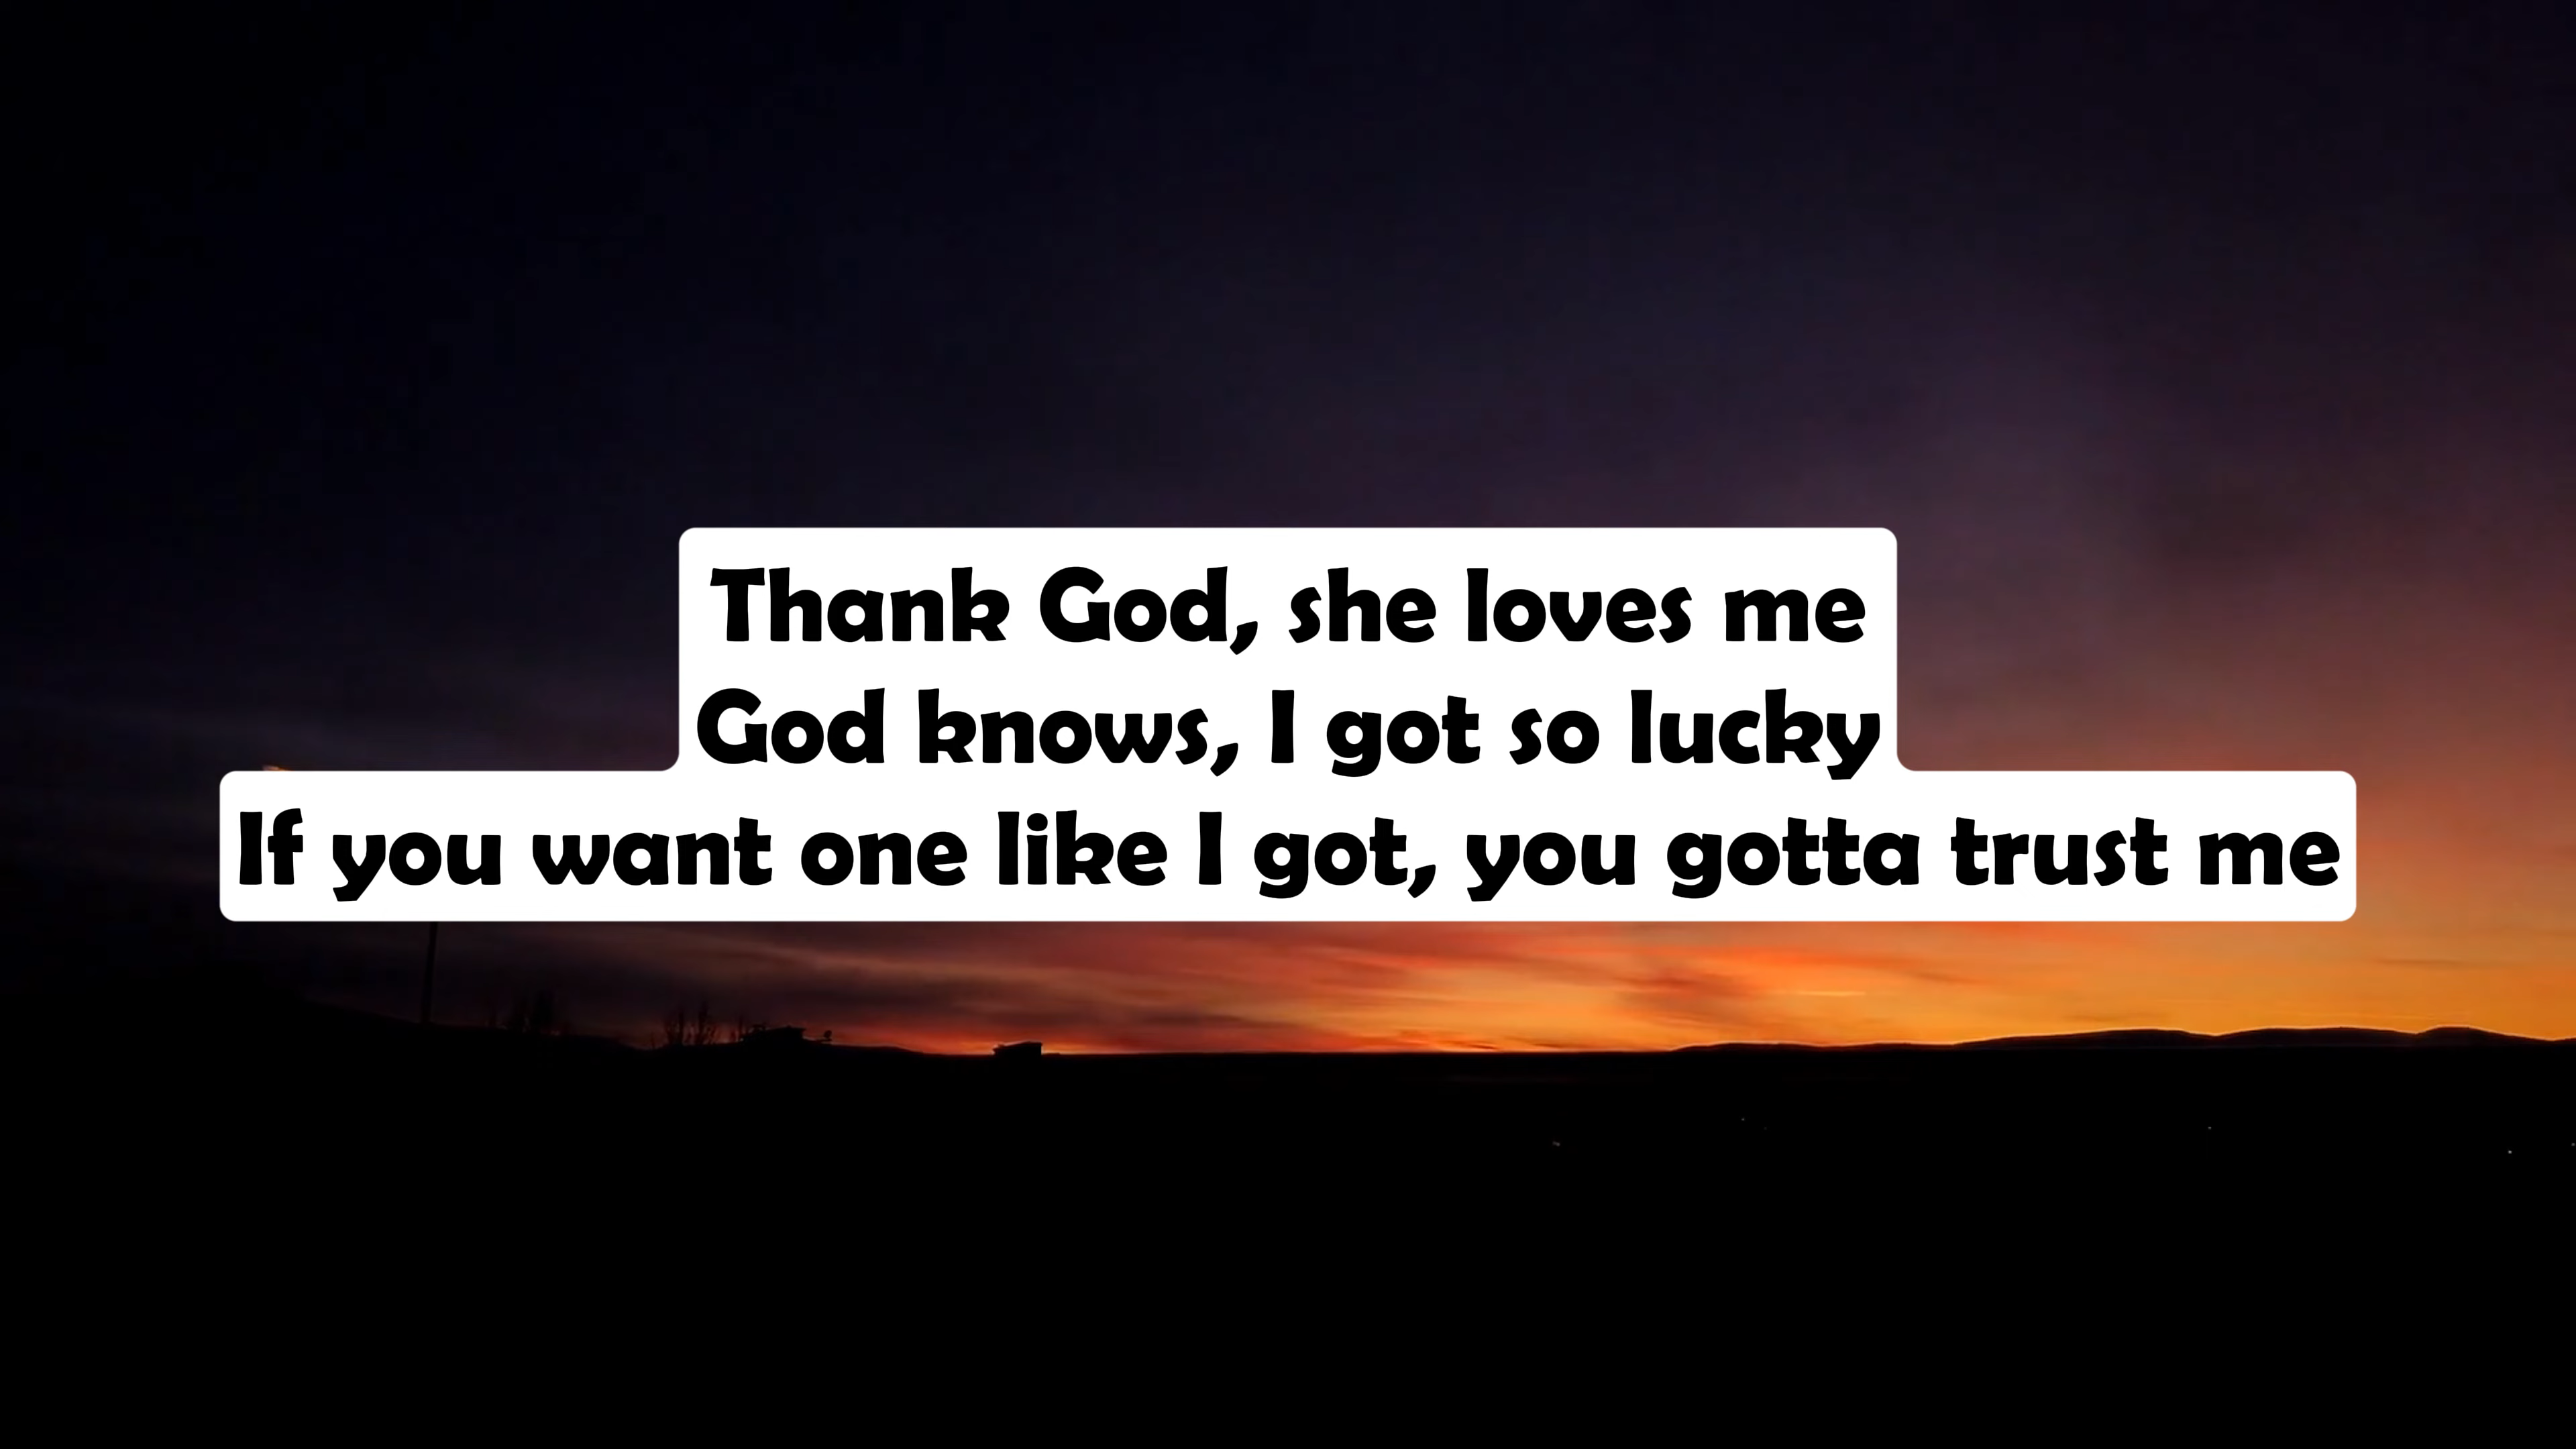 Thank God, she loves me
God knows, I got so lucky
If you want one like I got, you gotta trust me